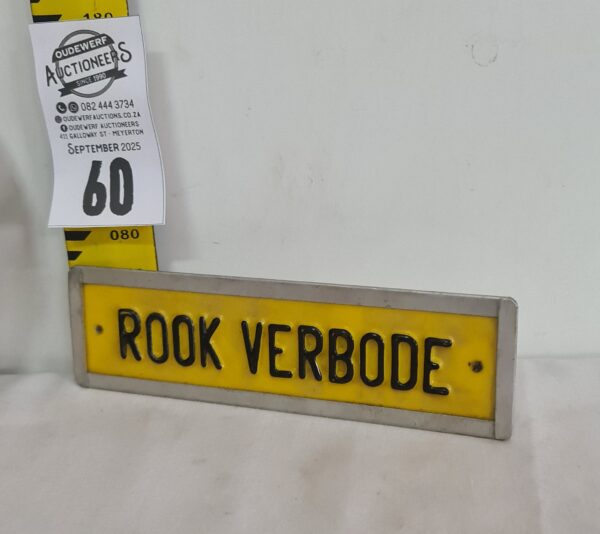 180
OUDEWERF
AUCTIONEERS
SINCE 1990
082 444 3734
OUDEWERFAUCTIONS.CO.ZA
OUDEWERF AUCTIONEERS
411 GALLOWAY ST - MEYERTON
SEPTEMBER 2025
60
080
ROOK VERBODE